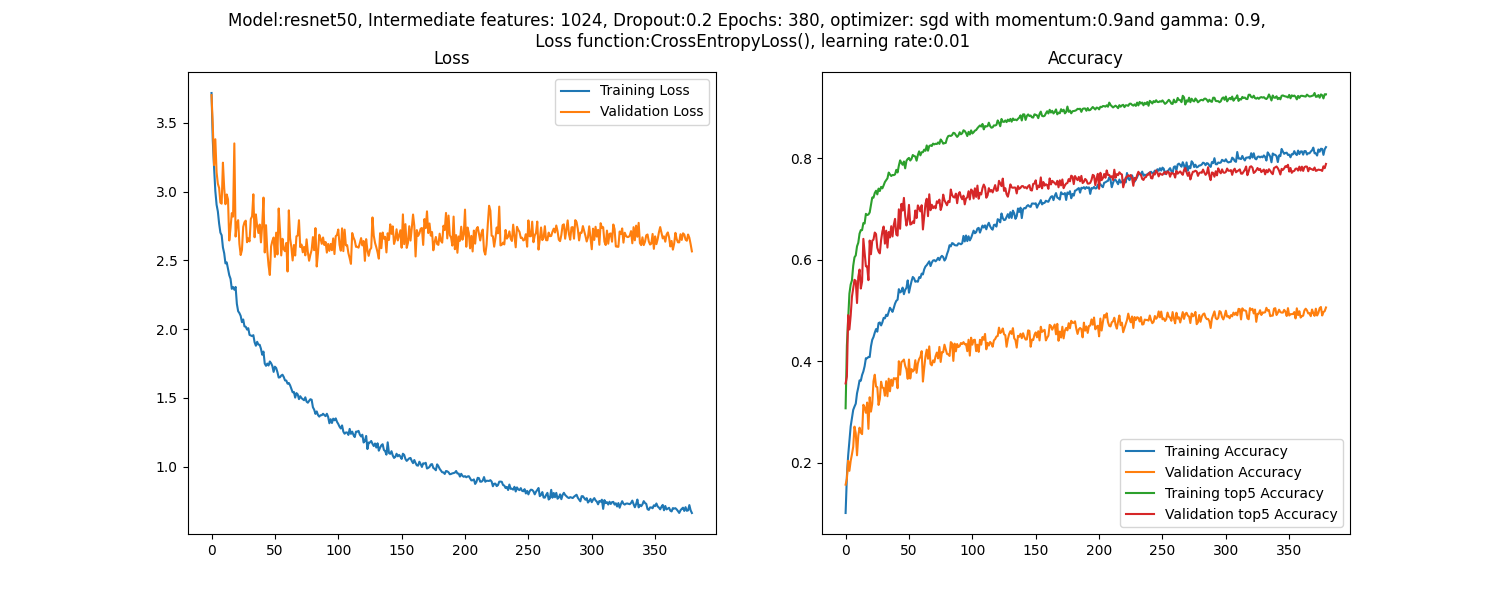 Model:resnet50, Intermediate features: 1024, Dropout:0.2 Epochs: 380, optimizer: sgd with momentum:0.9and gamma: 0.9,
Loss function:CrossEntropyLoss(), learning rate:0.01
Loss
Training Loss
Validation Loss
3.5
3.0
2.5
2.0
1.5
1.0
0 50 100 150 200 250 300 350
Accuracy
0.8
0.6
0.4
0.2
Training Accuracy
Validation Accuracy
Training top5 Accuracy
Validation top5 Accuracy
0 50 100 150 200 250 300 350